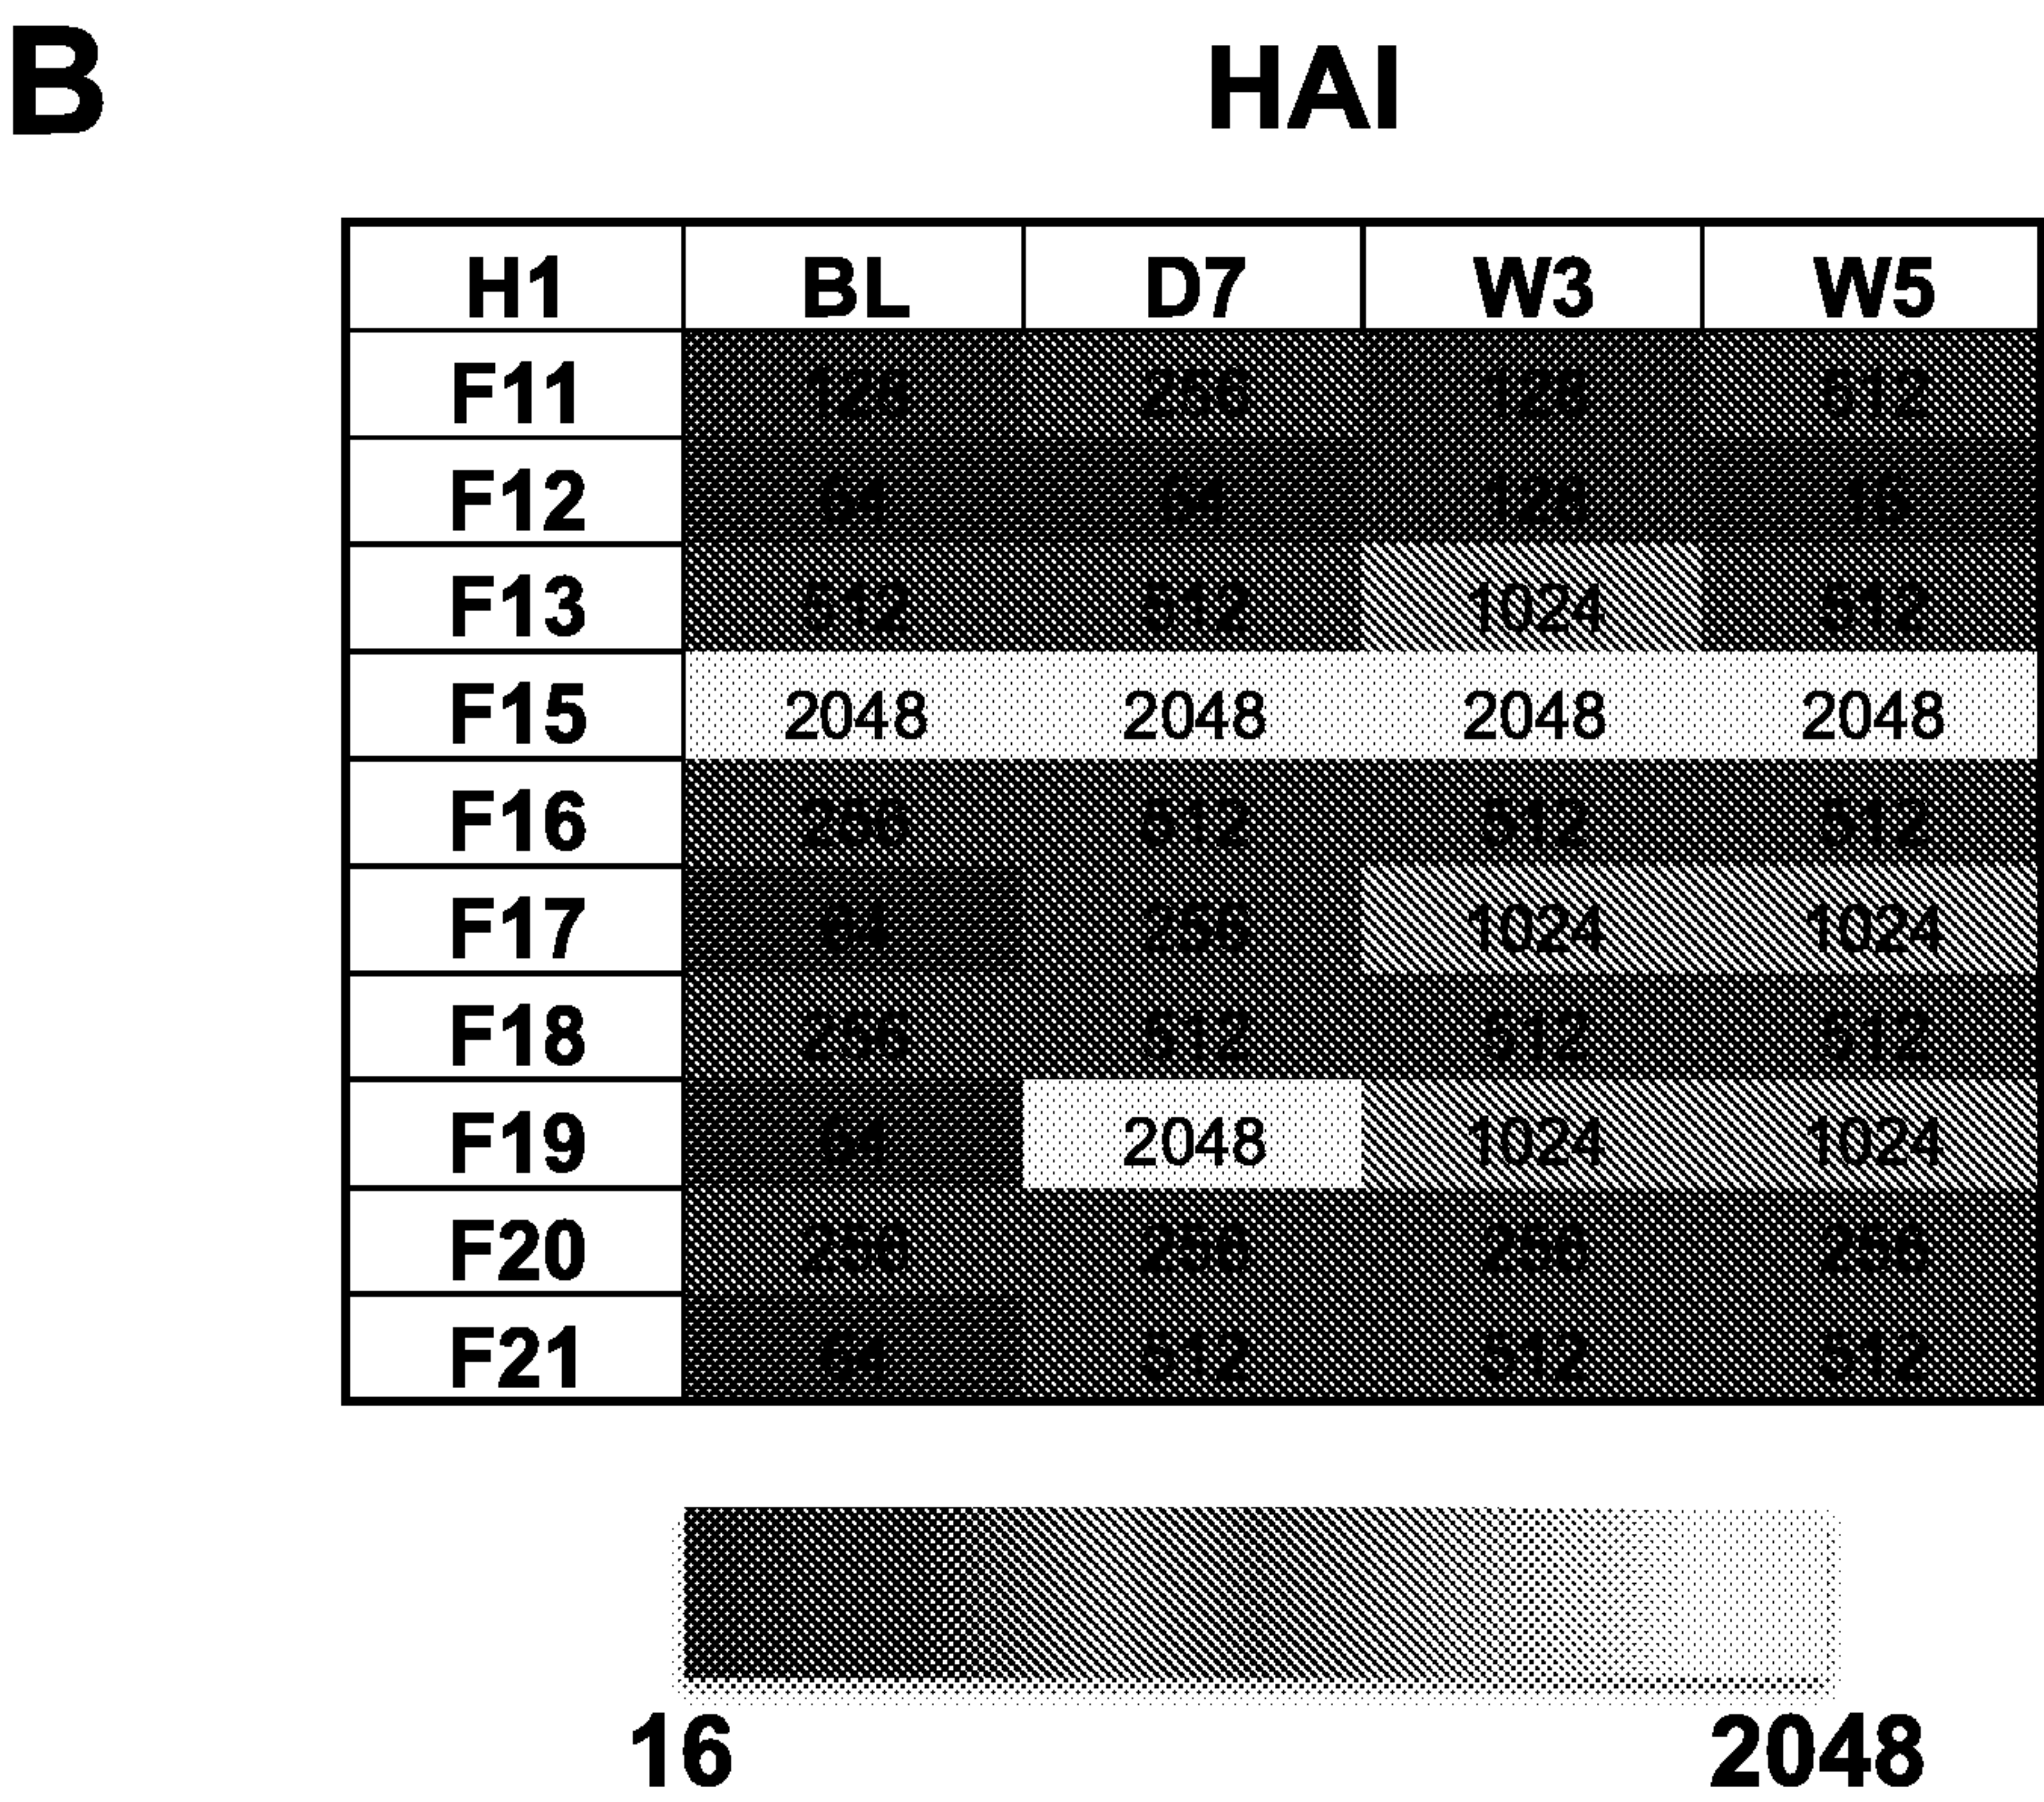 B
HAI
H1 BL D7 W3 W5
F11 128 256 128 512
F12 64 64 128 16
F13 512 512 1024 512
F15 2048 2048 2048 2048
F16 256 512 512 512
F17 64 256 1024 1024
F18 256 512 512 512
F19 64 2048 1024 1024
F20 256 256 256 256
F21 64 512 512 512
16 2048